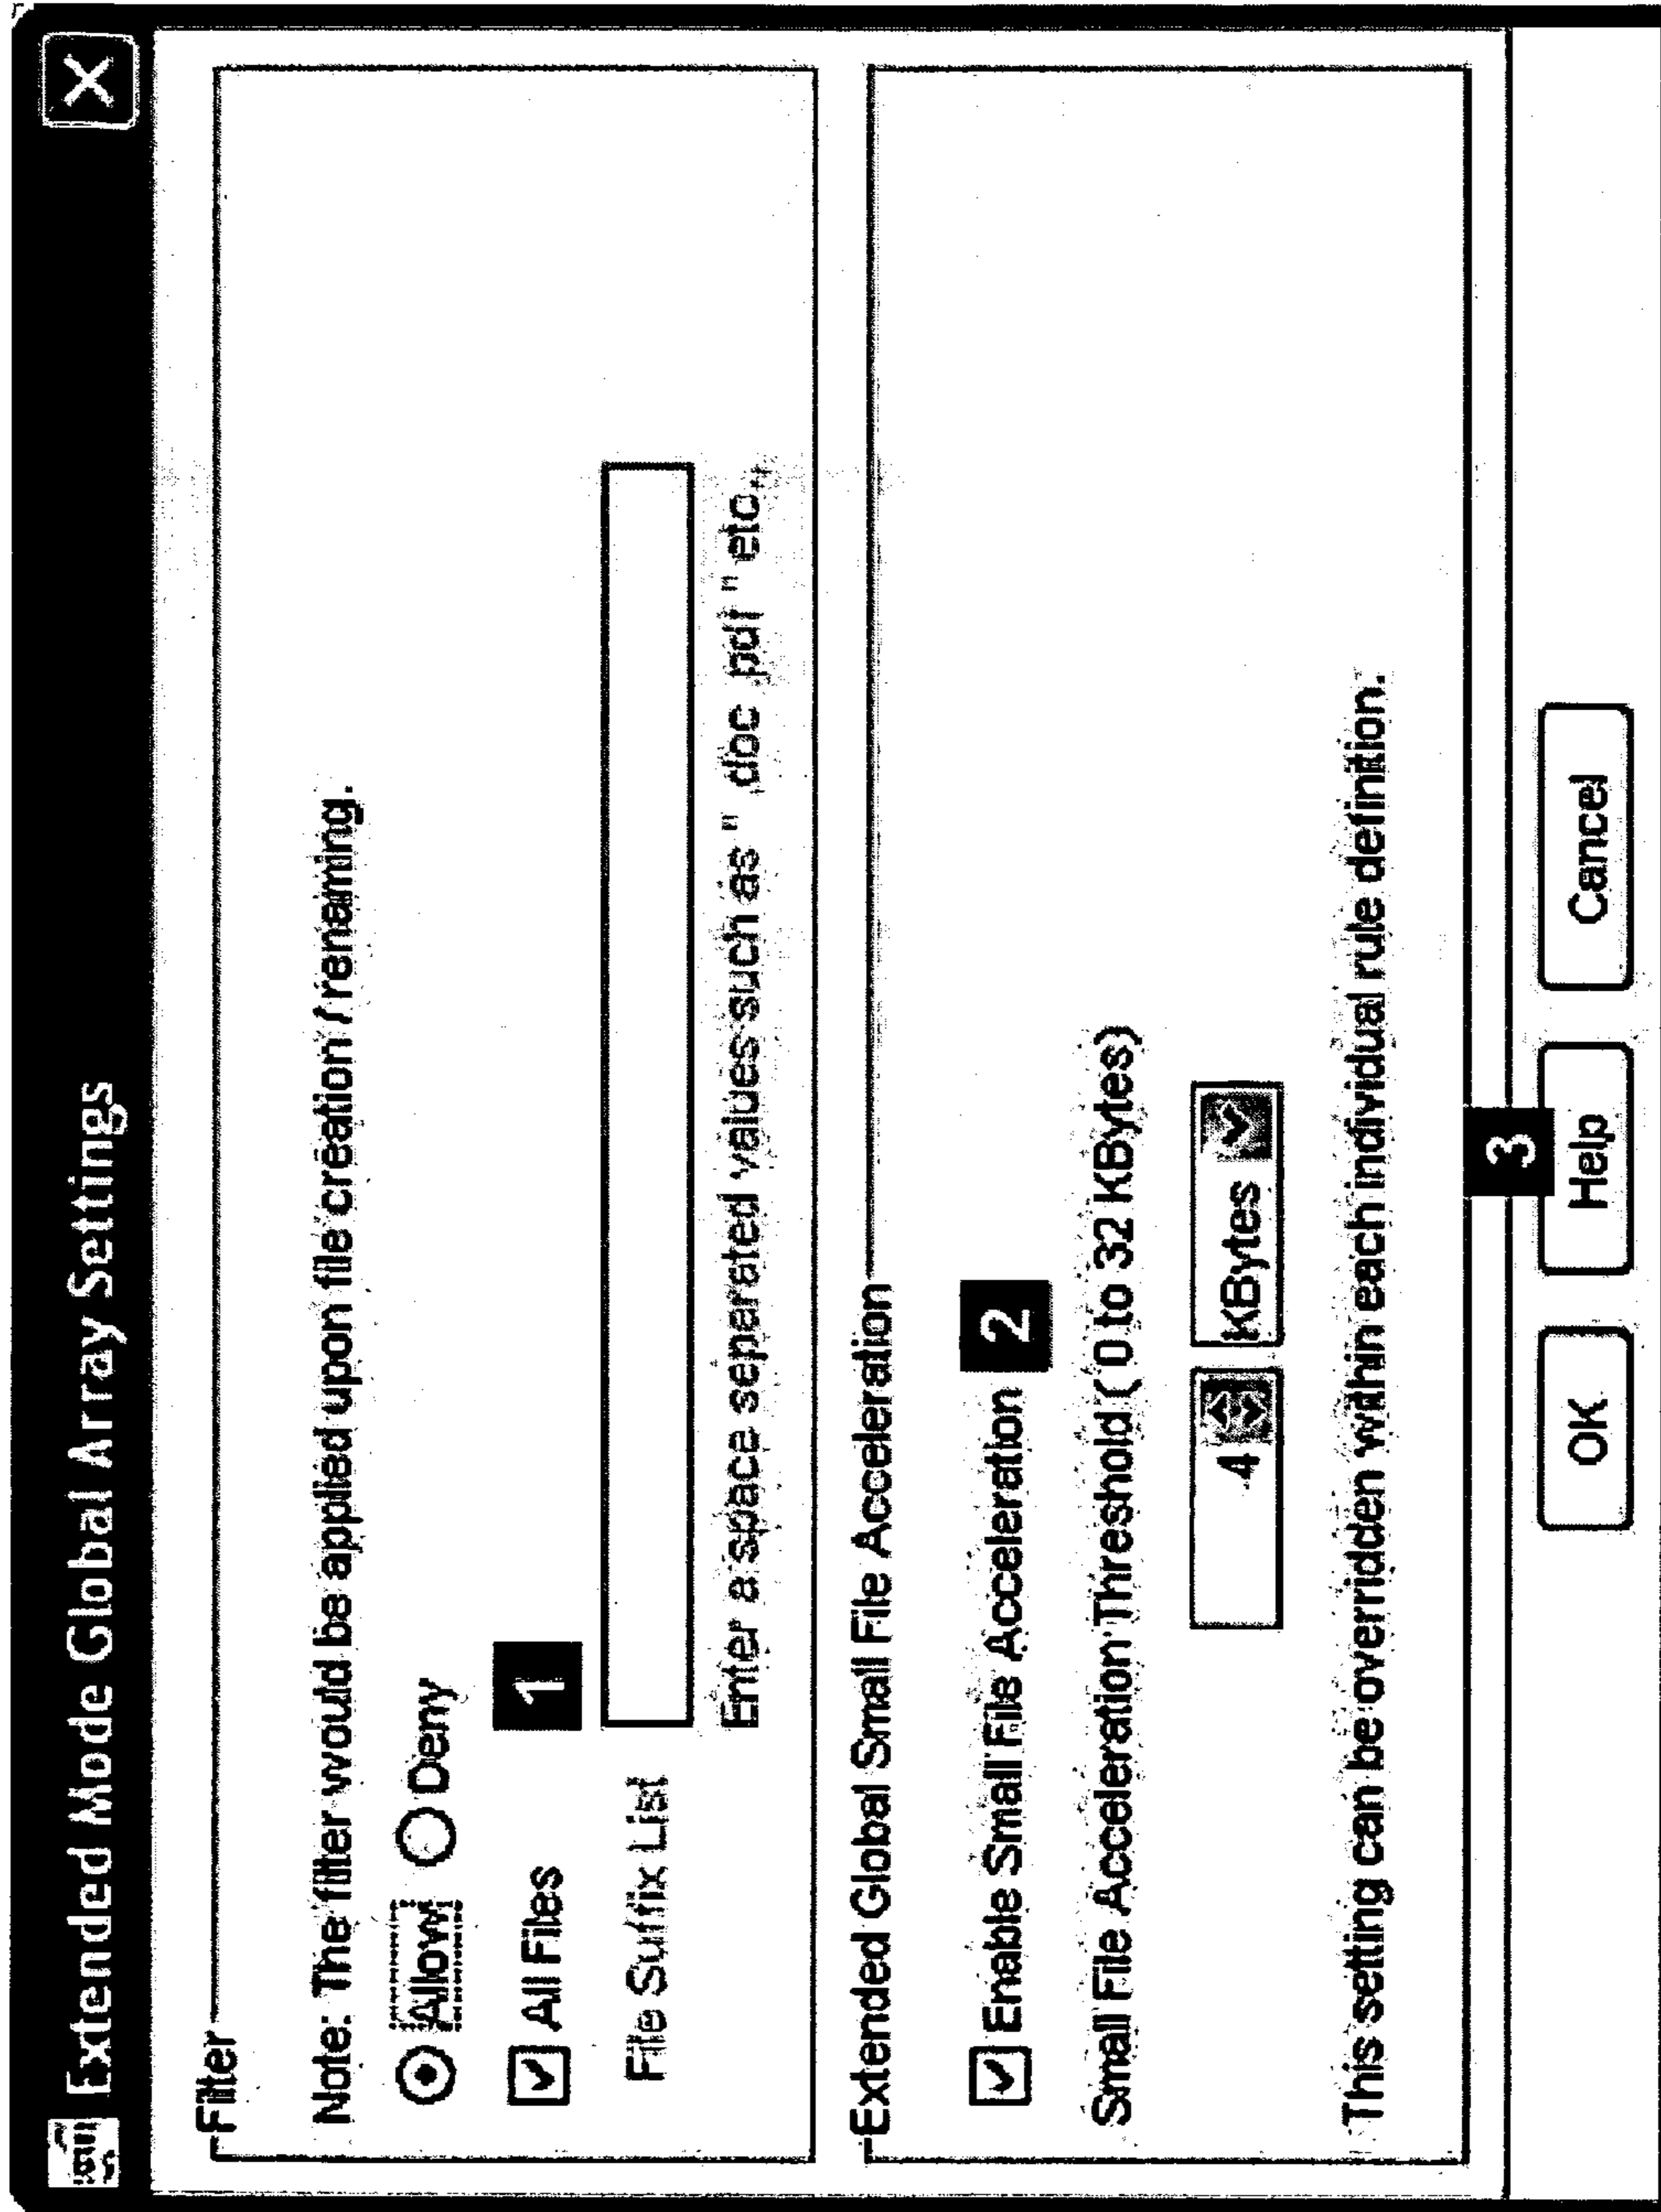 Extended Mode Global Array Settings
X
Filter
Note: The filter would be applied upon file creation / renaming.
Allow Deny
All Files 1
File Suffix List
Enter a space seperated values such as " .doc .pdf " etc..
Extended Global Small File Acceleration
Enable Small File Acceleration 2
Small File Acceleration Threshold ( 0 to 32 KBytes)
4 KBytes
This setting can be overridden within each individual rule definition.
3
OK Help Cancel